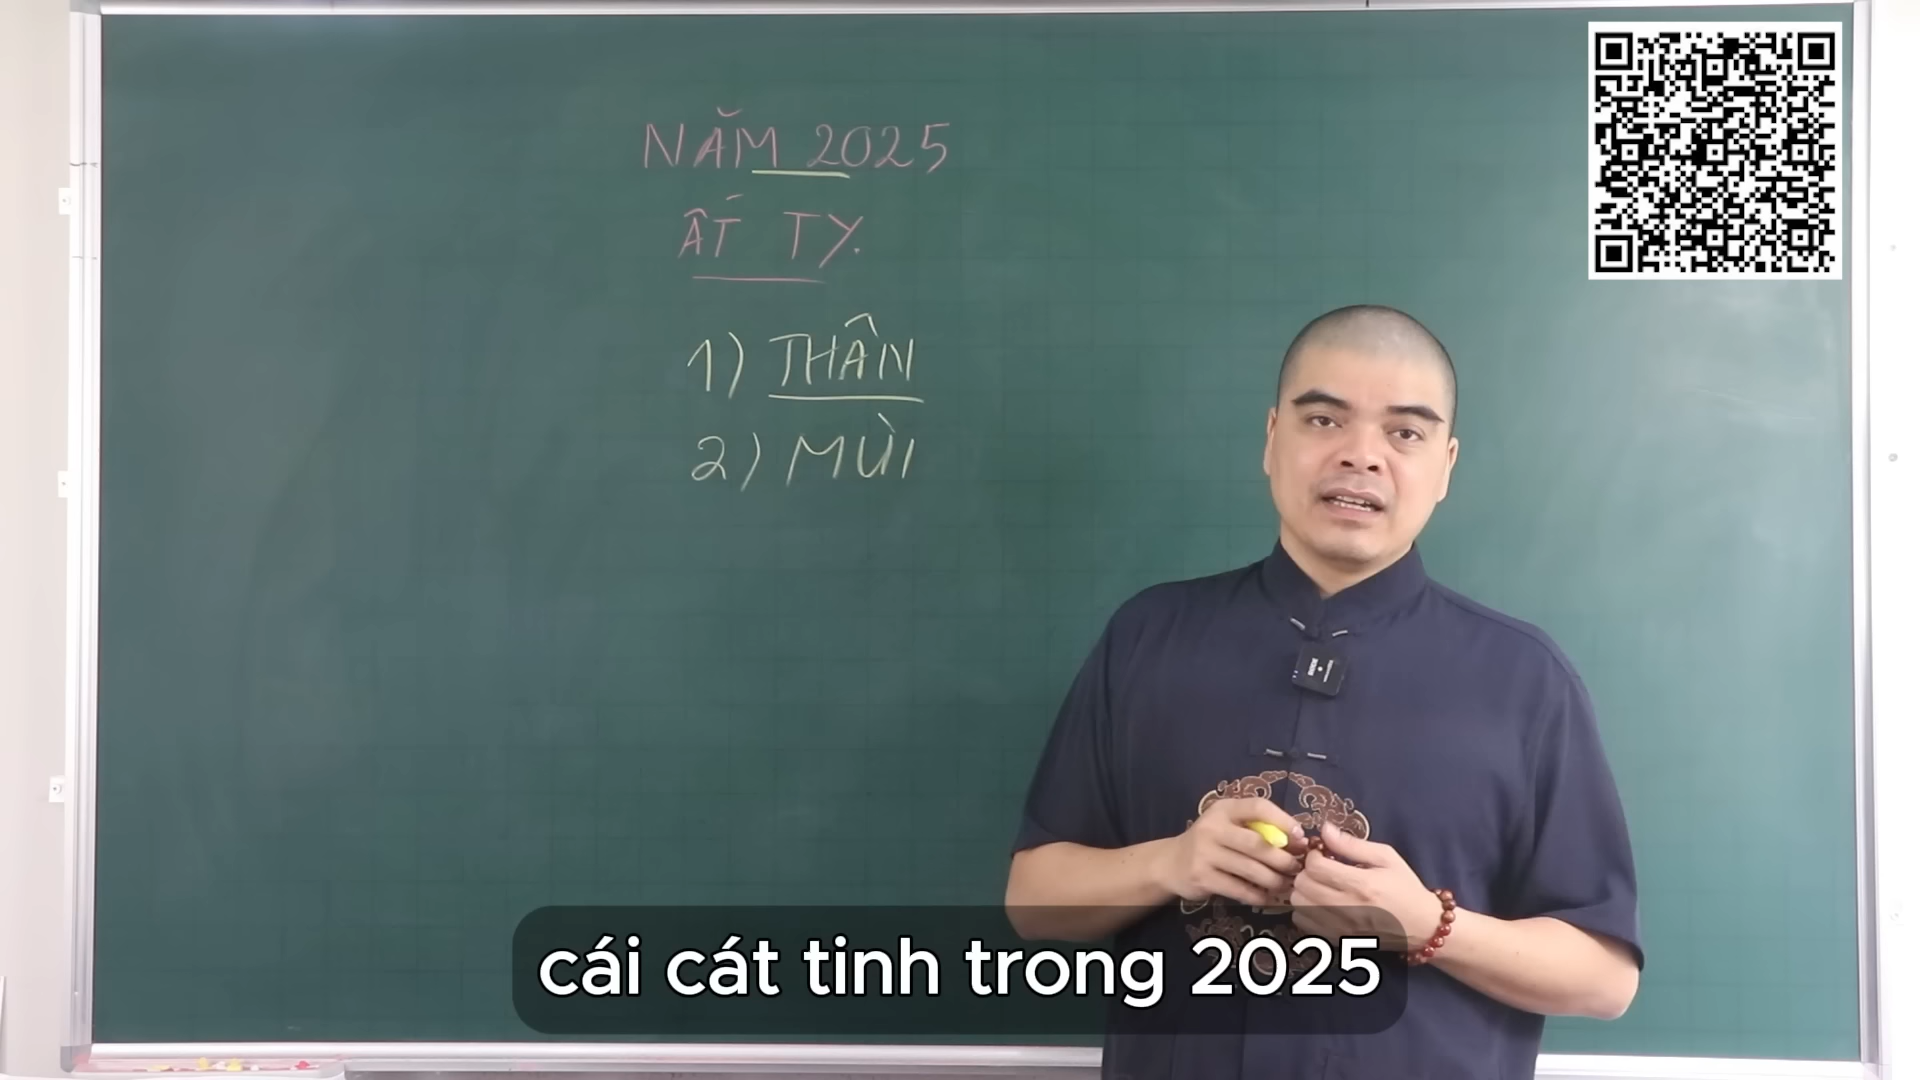 NĂM 2025
ẤT TỴ
1) THÂN
2) MÙI
cái cát tinh trong 2025